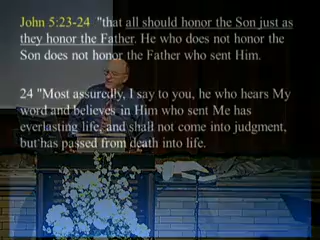 John 5:23-24  "that all should honor the Son just as
they honor the Father. He who does not honor the
Son does not honor the Father who sent Him.
24 "Most assuredly, I say to you, he who hears My
word and believes in Him who sent Me has
everlasting life, and shall not come into judgment,
but has passed from death into life.